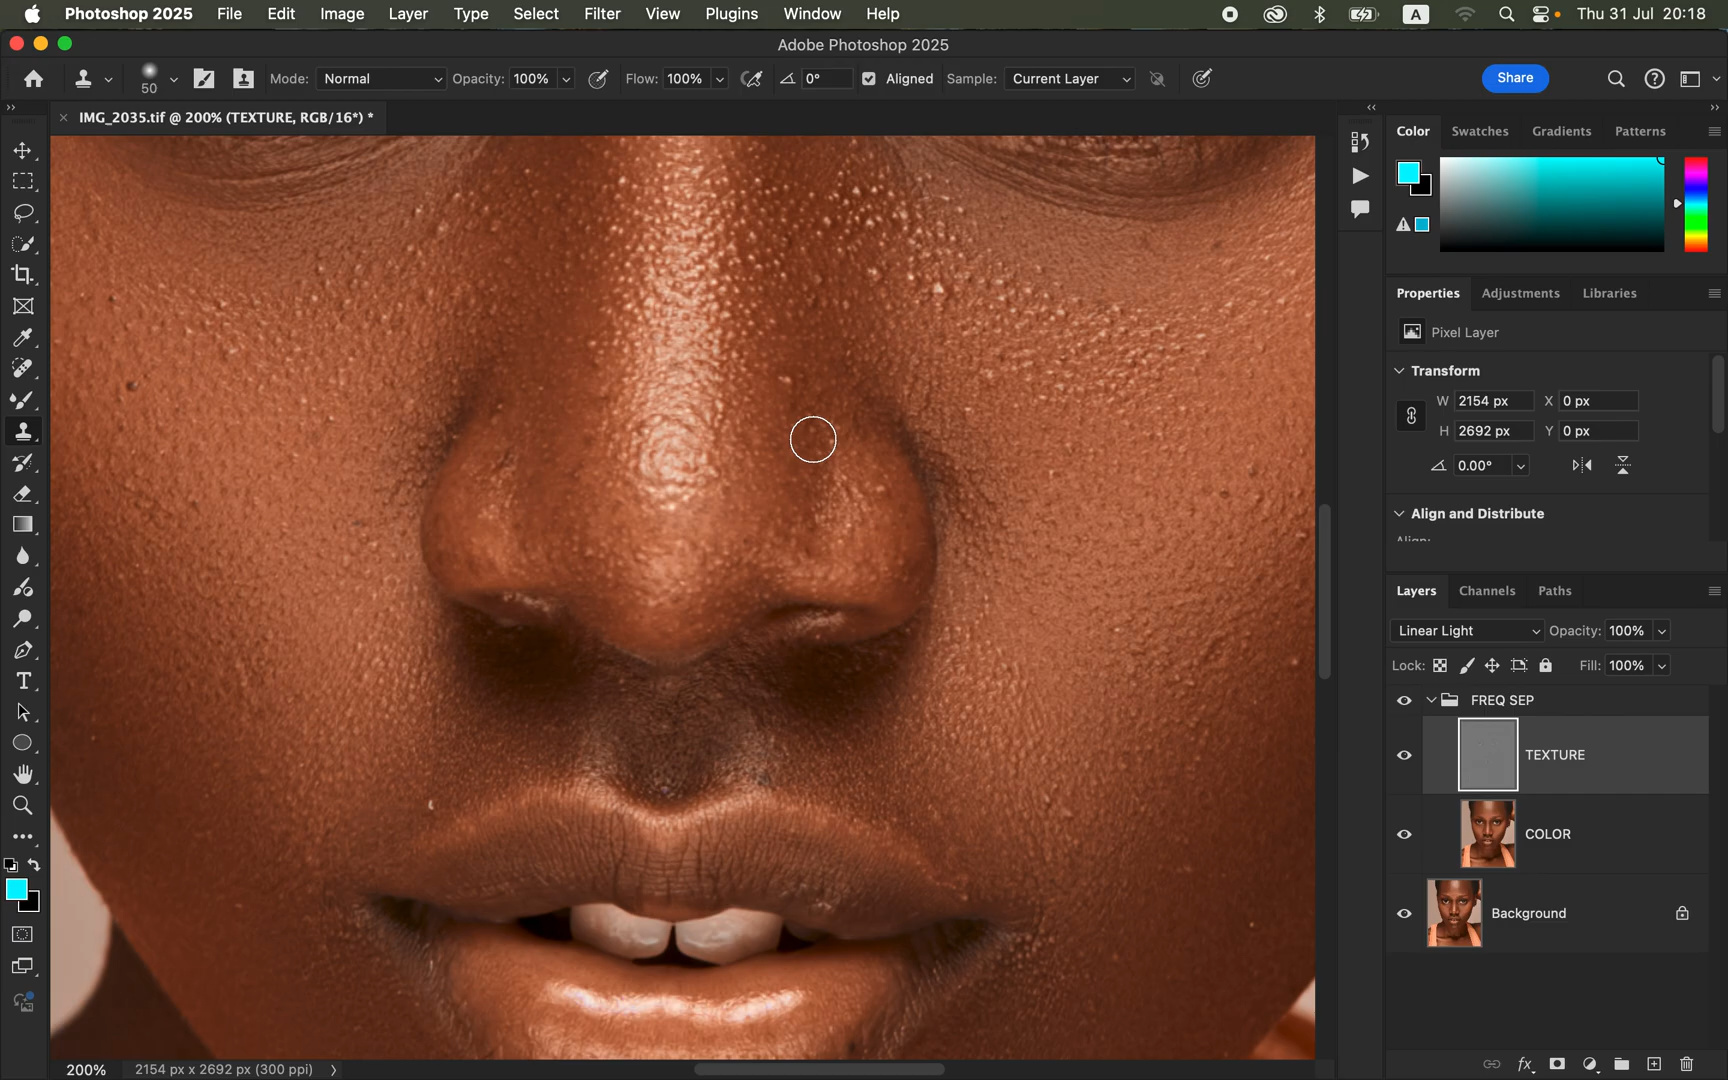 Photoshop 2025 File Edit Image Layer Type Select Filter View Plugins Window Help A Thu 31 Jul 20:18
Adobe Photoshop 2025
50 Mode: Normal Opacity: 100% Flow: 100% 0° Aligned Sample: Current Layer Share
× IMG_2035.tif @ 200% (TEXTURE, RGB/16*) *
Color Swatches Gradients Patterns
Properties Adjustments Libraries
Pixel Layer
Transform
W 2154 px X 0 px
H 2692 px Y 0 px
0.00°
Align and Distribute
Align:
Layers Channels Paths
Linear Light Opacity: 100%
Lock: Fill: 100%
FREQ SEP
TEXTURE
COLOR
Background
200% 2154 px x 2692 px (300 ppi)